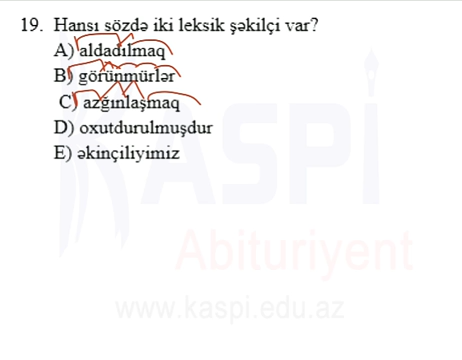 19. Hansı sözdə iki leksik şəkilçi var?
A) aldadılmaq
B) görünmürlər
C) azğınlaşmaq
D) oxutdurulmuşdur
E) əkinçiliyimiz
KASPİ
Abituriyent
www.kaspi.edu.az